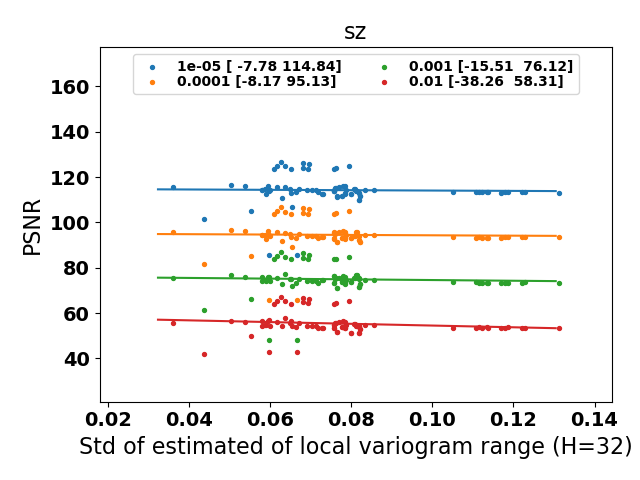 sz
1e-05 [ -7.78 114.84]
0.0001 [-8.17 95.13]
0.001 [-15.51  76.12]
0.01 [-38.26  58.31]
PSNR
160
140
120
100
80
60
40
0.02 0.04 0.06 0.08 0.10 0.12 0.14
Std of estimated of local variogram range (H=32)